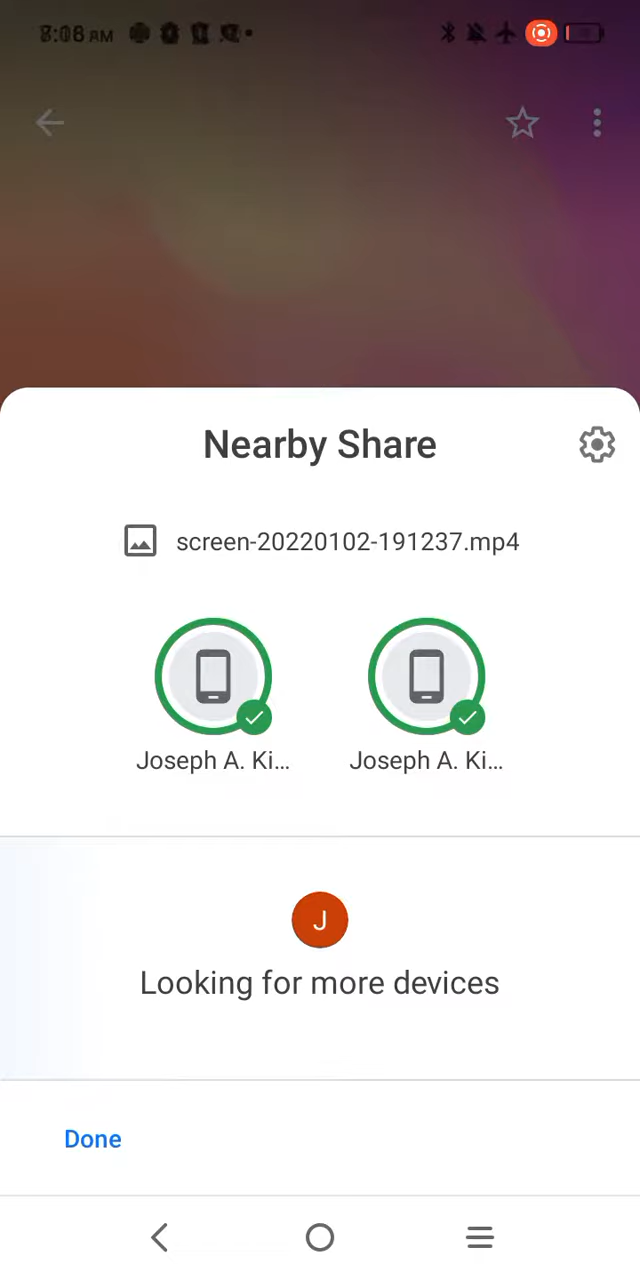 8:08 AM
Nearby Share
screen-20220102-191237.mp4
Joseph A. Ki... Joseph A. Ki...
J
Looking for more devices
Done